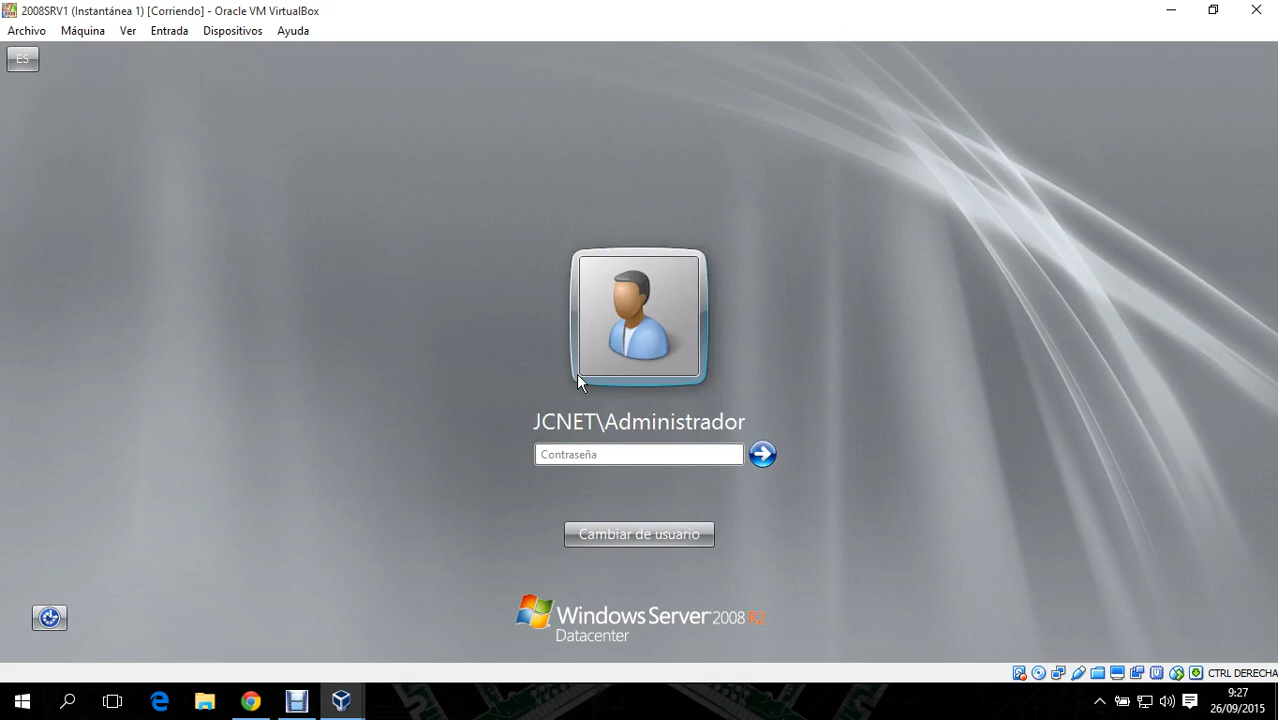 2008SRV1 (Instantánea 1) [Corriendo] - Oracle VM VirtualBox
Archivo Máquina Ver Entrada Dispositivos Ayuda
ES
JCNET\Administrador
Contraseña
Cambiar de usuario
Windows Server 2008 R2
Datacenter
CTRL DERECHA
9:27
26/09/2015